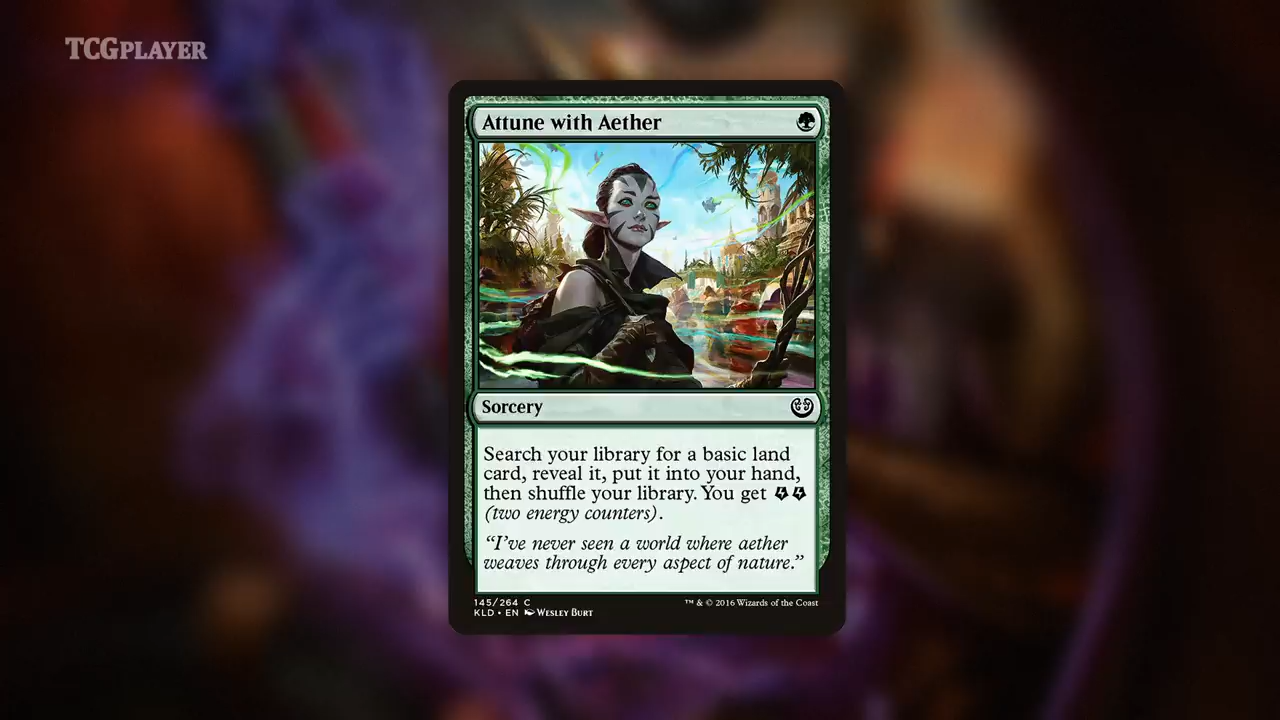 TCGPLAYER
Attune with Aether
Sorcery
Search your library for a basic land
card, reveal it, put it into your hand,
then shuffle your library. You get
(two energy counters).
“I’ve never seen a world where aether
weaves through every aspect of nature.”
145/264 C
KLD • EN Wesley Burt
™ & © 2016 Wizards of the Coast